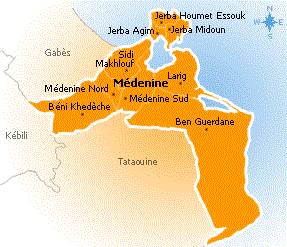 Jerba Houmet Essouk
Jerba Agim
Jerba Midoun
N
W
E
S
Gabès
Sidi
Makhlouf
Larig
Médenine
Médenine Nord
Médenine Sud
Béni Khedèche
Ben Guerdane
Kébili
Tataouine